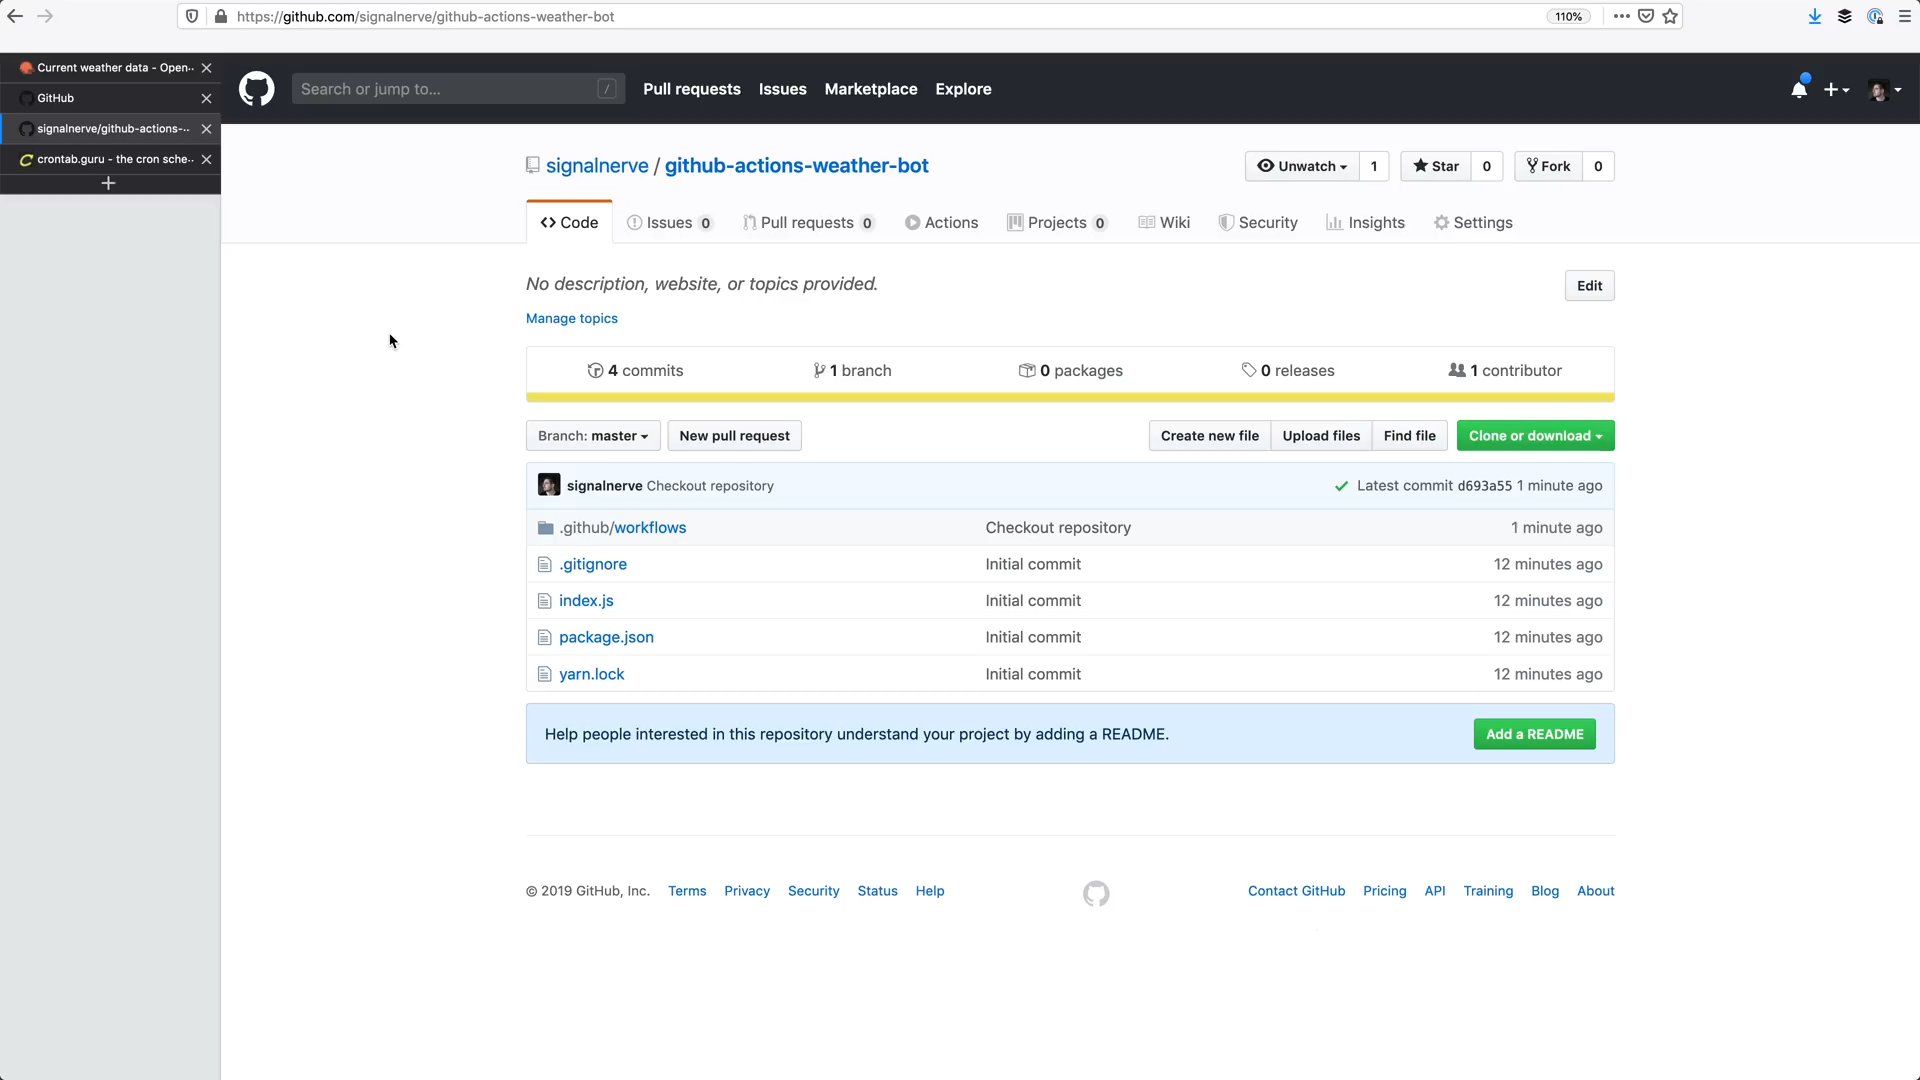 https://github.com/signalnerve/github-actions-weather-bot
110%
Current weather data - Open..
GitHub
signalnerve/github-actions-..
crontab.guru - the cron sche..
Search or jump to...
/
Pull requests
Issues
Marketplace
Explore
signalnerve / github-actions-weather-bot
Unwatch
1
Star
0
Fork
0
Code
Issues 0
Pull requests 0
Actions
Projects 0
Wiki
Security
Insights
Settings
No description, website, or topics provided.
Edit
Manage topics
4 commits
1 branch
0 packages
0 releases
1 contributor
Branch: master
New pull request
Create new file
Upload files
Find file
Clone or download
signalnerve Checkout repository
Latest commit d693a55 1 minute ago
.github/workflows
Checkout repository
1 minute ago
.gitignore
Initial commit
12 minutes ago
index.js
Initial commit
12 minutes ago
package.json
Initial commit
12 minutes ago
yarn.lock
Initial commit
12 minutes ago
Help people interested in this repository understand your project by adding a README.
Add a README
© 2019 GitHub, Inc.
Terms
Privacy
Security
Status
Help
Contact GitHub
Pricing
API
Training
Blog
About